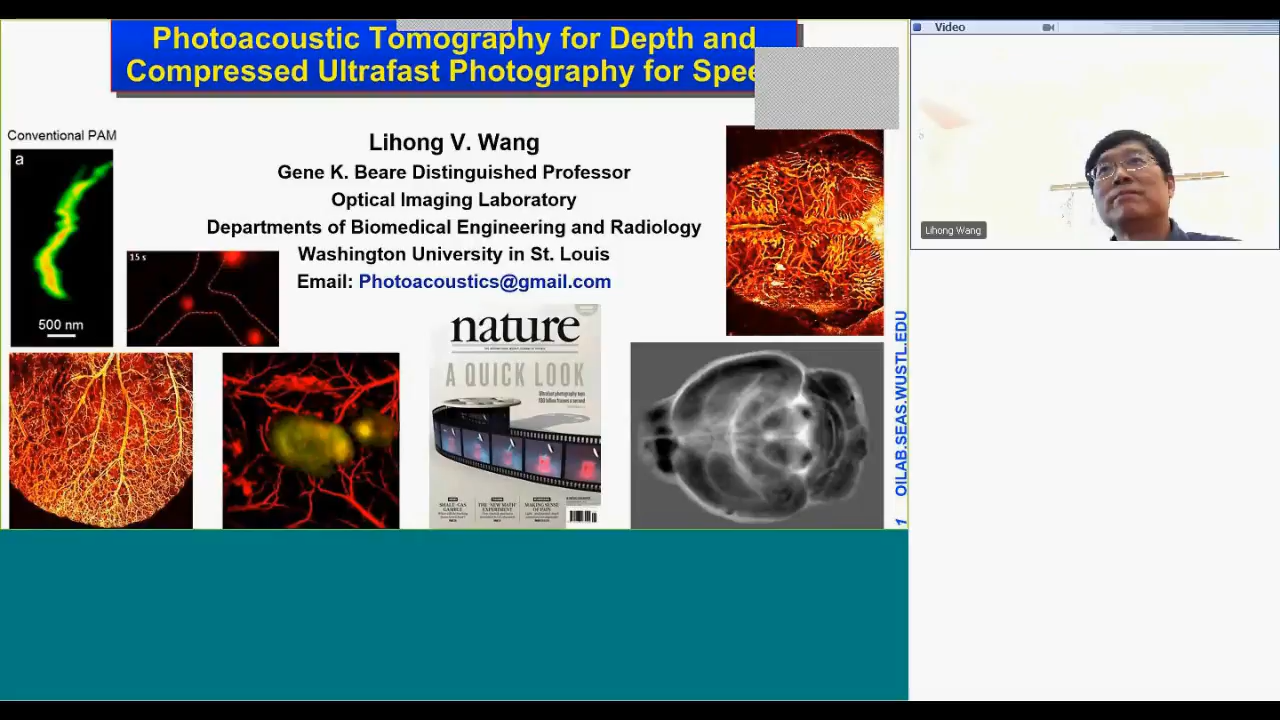 Photoacoustic Tomography for Depth and
Compressed Ultrafast Photography for Spee
Video
Conventional PAM
a
500 nm
15 s
Lihong V. Wang
Gene K. Beare Distinguished Professor
Optical Imaging Laboratory
Departments of Biomedical Engineering and Radiology
Washington University in St. Louis
Email: Photoacoustics@gmail.com
Lihong Wang
nature
A QUICK LOOK
OILAB.SEAS.WUSTL.EDU
1